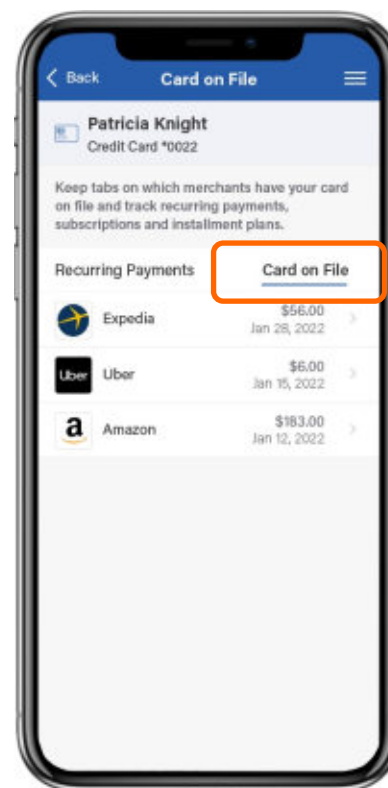 Back Card on File
Patricia Knight
Credit Card *0022
Keep tabs on which merchants have your card
on file and track recurring payments,
subscriptions and installment plans.
Recurring Payments Card on File
Expedia $56.00
Jan 28, 2022
Uber Uber $6.00
Jan 15, 2022
a Amazon $183.00
Jan 12, 2022